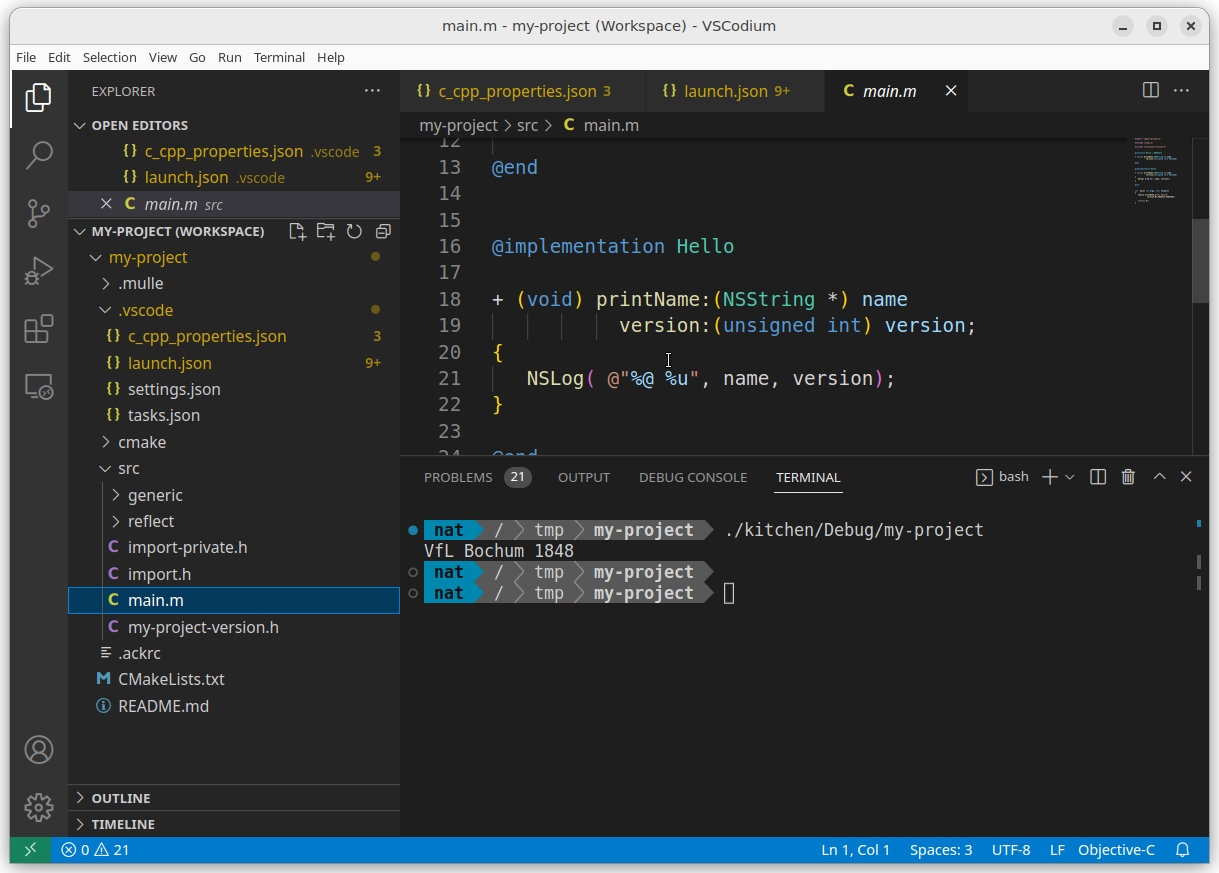 main.m - my-project (Workspace) - VSCodium
File Edit Selection View Go Run Terminal Help
EXPLORER
OPEN EDITORS
c_cpp_properties.json .vscode 3
launch.json .vscode 9+
main.m src
MY-PROJECT (WORKSPACE)
my-project
.mulle
.vscode
c_cpp_properties.json 3
launch.json 9+
settings.json
tasks.json
cmake
src
generic
reflect
import-private.h
import.h
main.m
my-project-version.h
.ackrc
CMakeLists.txt
README.md
OUTLINE
TIMELINE
c_cpp_properties.json 3 launch.json 9+ main.m
my-project > src > C main.m
12
13 @end
14
15
16 @implementation Hello
17
18 + (void) printName:(NSString *) name
19 version:(unsigned int) version;
20 {
21 NSLog( @"%@ %u", name, version);
22 }
23
24 @end
PROBLEMS 21 OUTPUT DEBUG CONSOLE TERMINAL bash
nat / tmp my-project ./kitchen/Debug/my-project
VfL Bochum 1848
nat / tmp my-project
nat / tmp my-project
0 21 Ln 1, Col 1 Spaces: 3 UTF-8 LF Objective-C